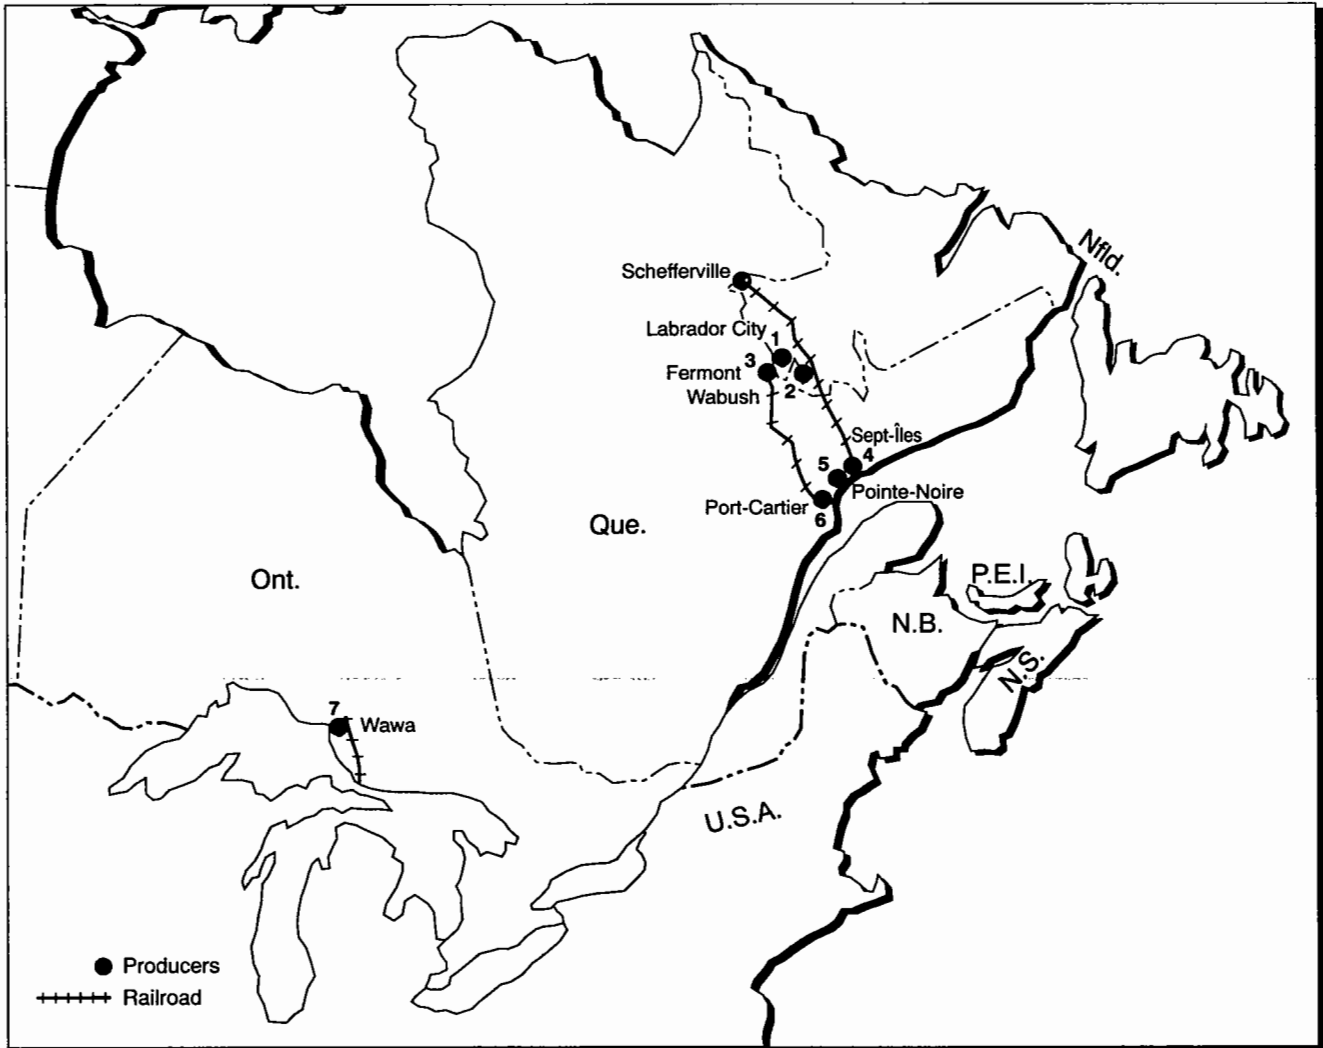 Nfld.
Schefferville
Labrador City
1
3
Fermont
2
Wabush
Sept-Îles
4
5
Pointe-Noire
Port-Cartier
6
Que.
Ont.
P.E.I.
N.B.
N.S.
7
Wawa
U.S.A.
Producers
Railroad